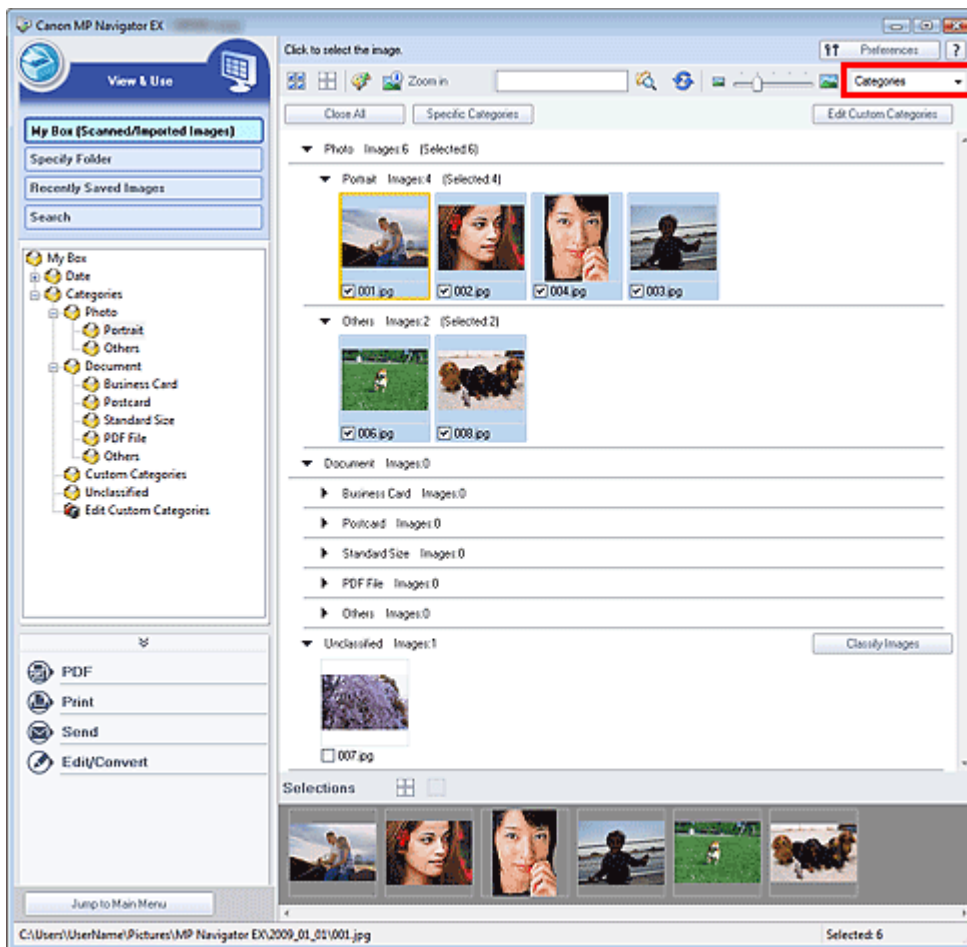 Canon MP Navigator EX
View & Use
My Box (Scanned/Imported Images)
Specify Folder
Recently Saved Images
Search
My Box
Date
Categories
Photo
Portrait
Others
Document
Business Card
Postcard
Standard Size
PDF File
Others
Custom Categories
Unclassified
Edit Custom Categories
PDF
Print
Send
Edit/Convert
Jump to Main Menu
Click to select the image.
Preferences ?
Zoom in
Categories
Close All Specific Categories Edit Custom Categories
Photo Images:6 (Selected:6)
Portrait Images:4 (Selected:4)
001.jpg 002.jpg 004.jpg 003.jpg
Others Images:2 (Selected:2)
006.jpg 008.jpg
Document Images:0
Business Card Images:0
Postcard Images:0
Standard Size Images:0
PDF File Images:0
Others Images:0
Unclassified Images:1 Classify Images
007.jpg
Selections
C:\Users\UserName\Pictures\MP Navigator EX\2009_01_01\001.jpg Selected: 6